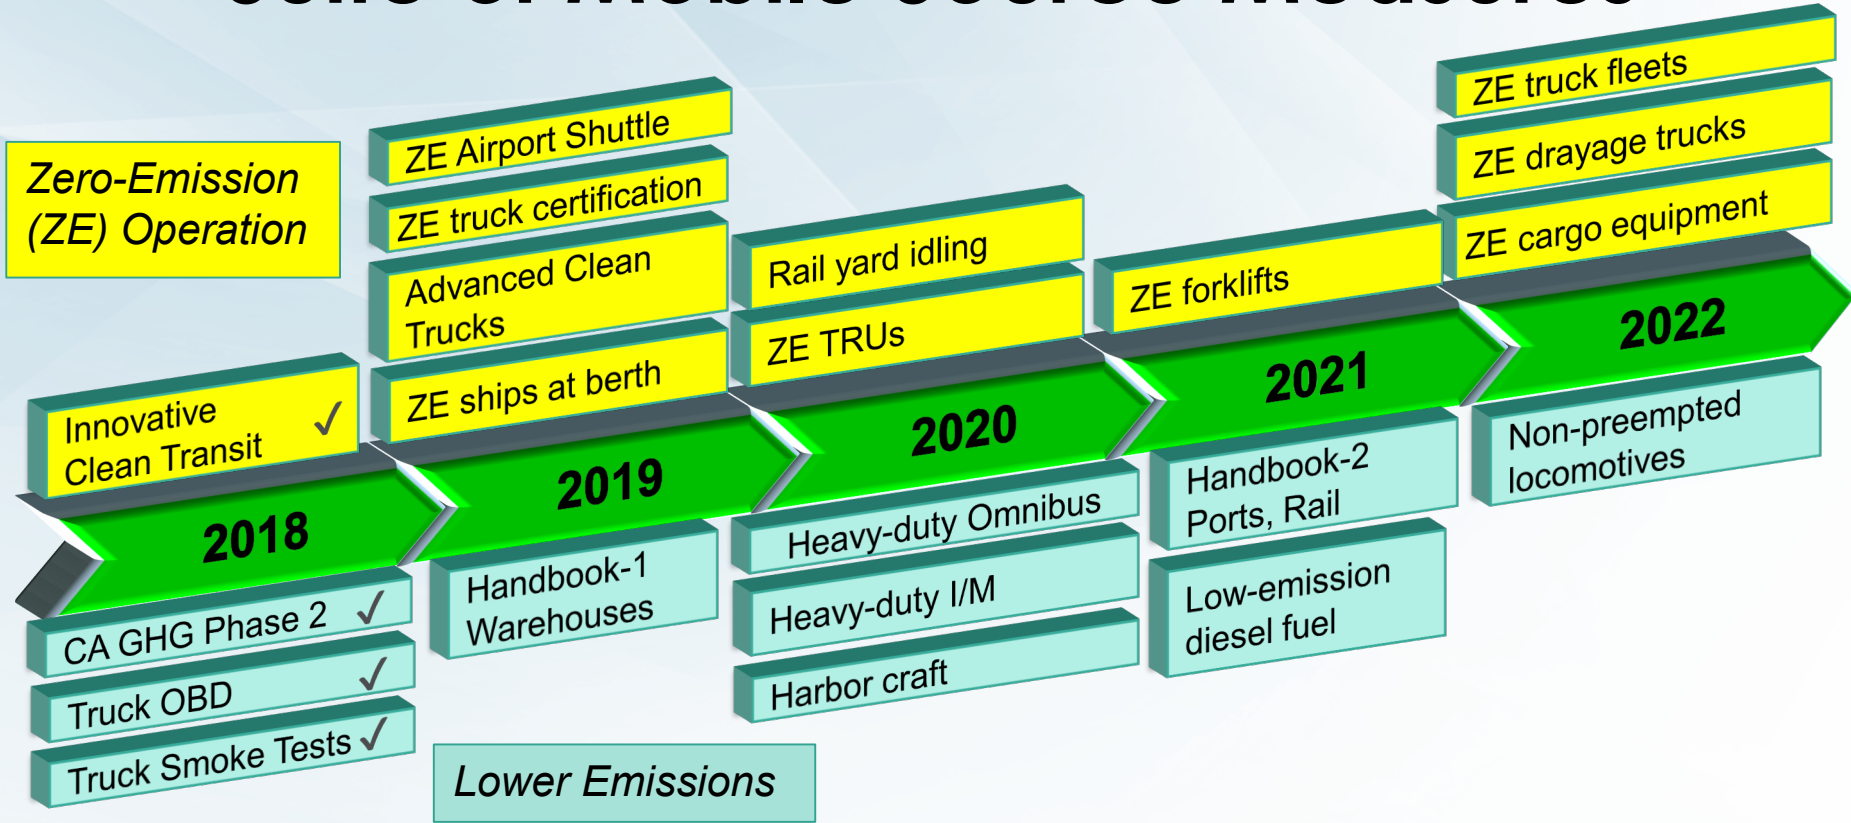 Zero-Emission
(ZE) Operation
ZE Airport Shuttle
ZE truck certification
Advanced Clean
Trucks
ZE ships at berth
Innovative
Clean Transit ✓
Rail yard idling
ZE TRUs
ZE forklifts
ZE truck fleets
ZE drayage trucks
ZE cargo equipment
2018
2019
2020
2021
2022
CA GHG Phase 2 ✓
Truck OBD ✓
Truck Smoke Tests ✓
Handbook-1
Warehouses
Heavy-duty Omnibus
Heavy-duty I/M
Harbor craft
Handbook-2
Ports, Rail
Low-emission
diesel fuel
Non-preempted
locomotives
Lower Emissions